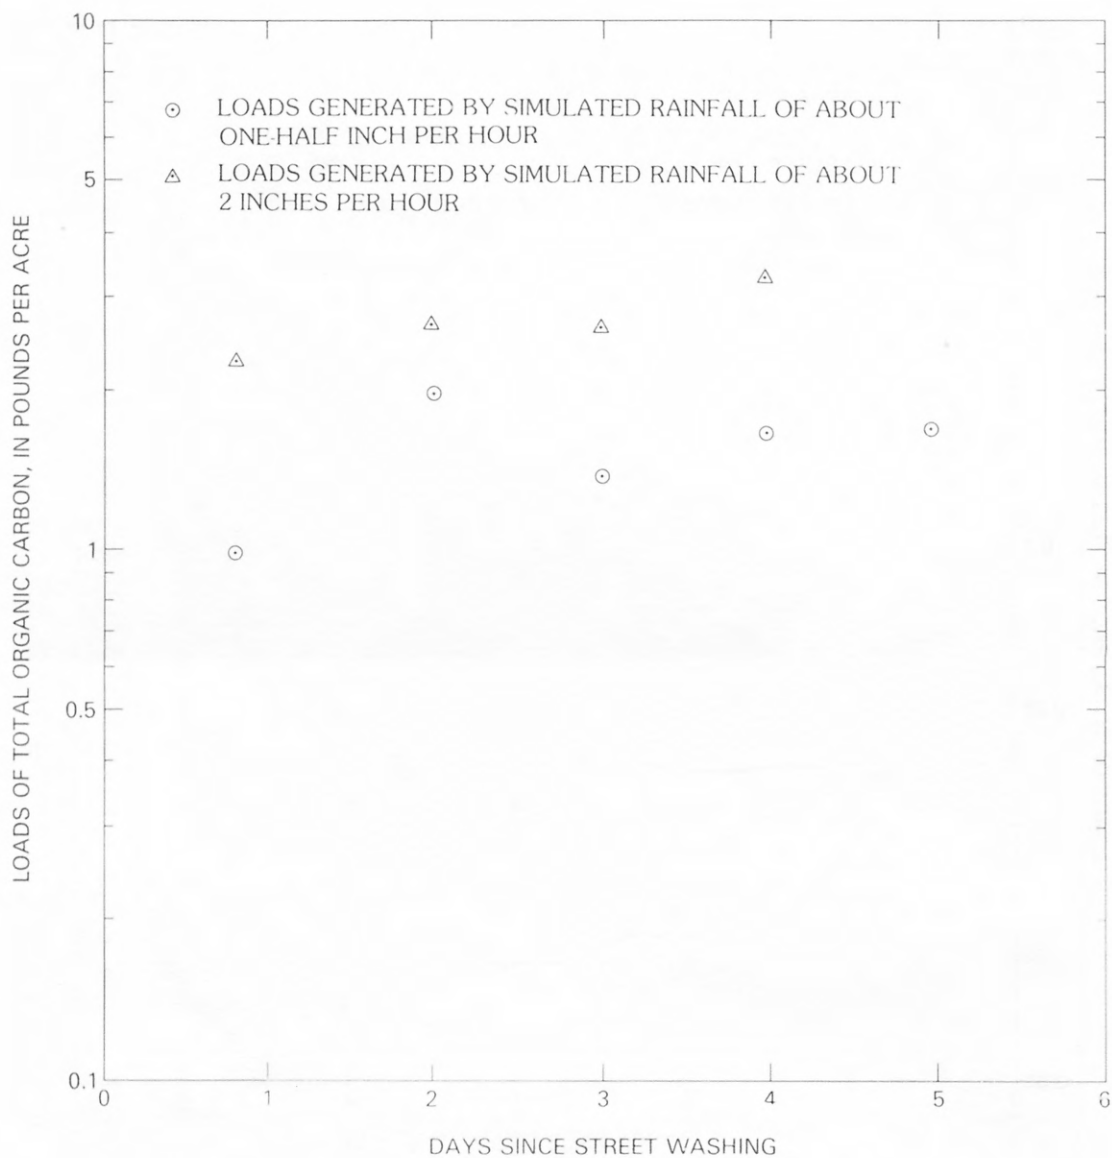 10
LOADS GENERATED BY SIMULATED RAINFALL OF ABOUT
ONE-HALF INCH PER HOUR
5
LOADS GENERATED BY SIMULATED RAINFALL OF ABOUT
2 INCHES PER HOUR
LOADS OF TOTAL ORGANIC CARBON, IN POUNDS PER ACRE
1
0.5
0.1
0 1 2 3 4 5 6
DAYS SINCE STREET WASHING